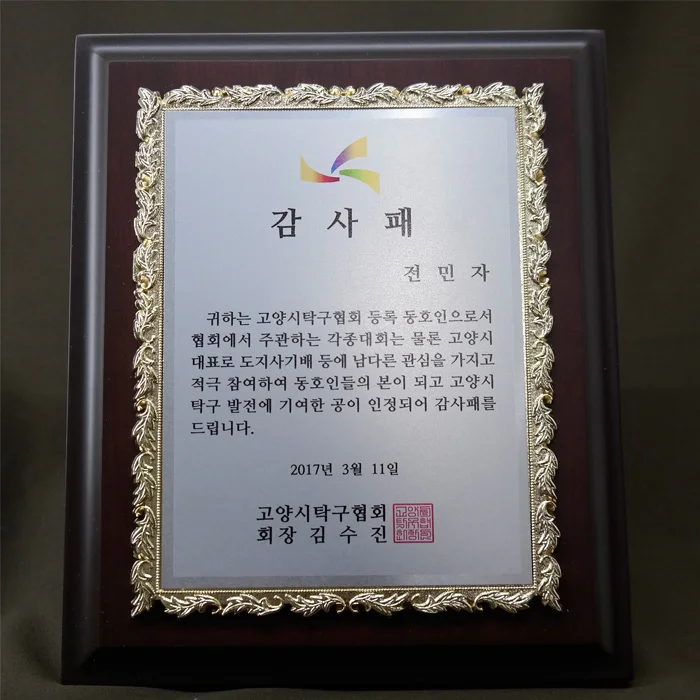 감사패
전민자
귀하는 고양시탁구협회 등록 동호인으로서
협회에서 주관하는 각종대회는 물론 고양시
대표로 도지사기배 등에 남다른 관심을 가지고
적극 참여하여 동호인들의 본이 되고 고양시
탁구 발전에 기여한 공이 인정되어 감사패를
드립니다.
2017년 3월 11일
고양시탁구협회
회장 김수진